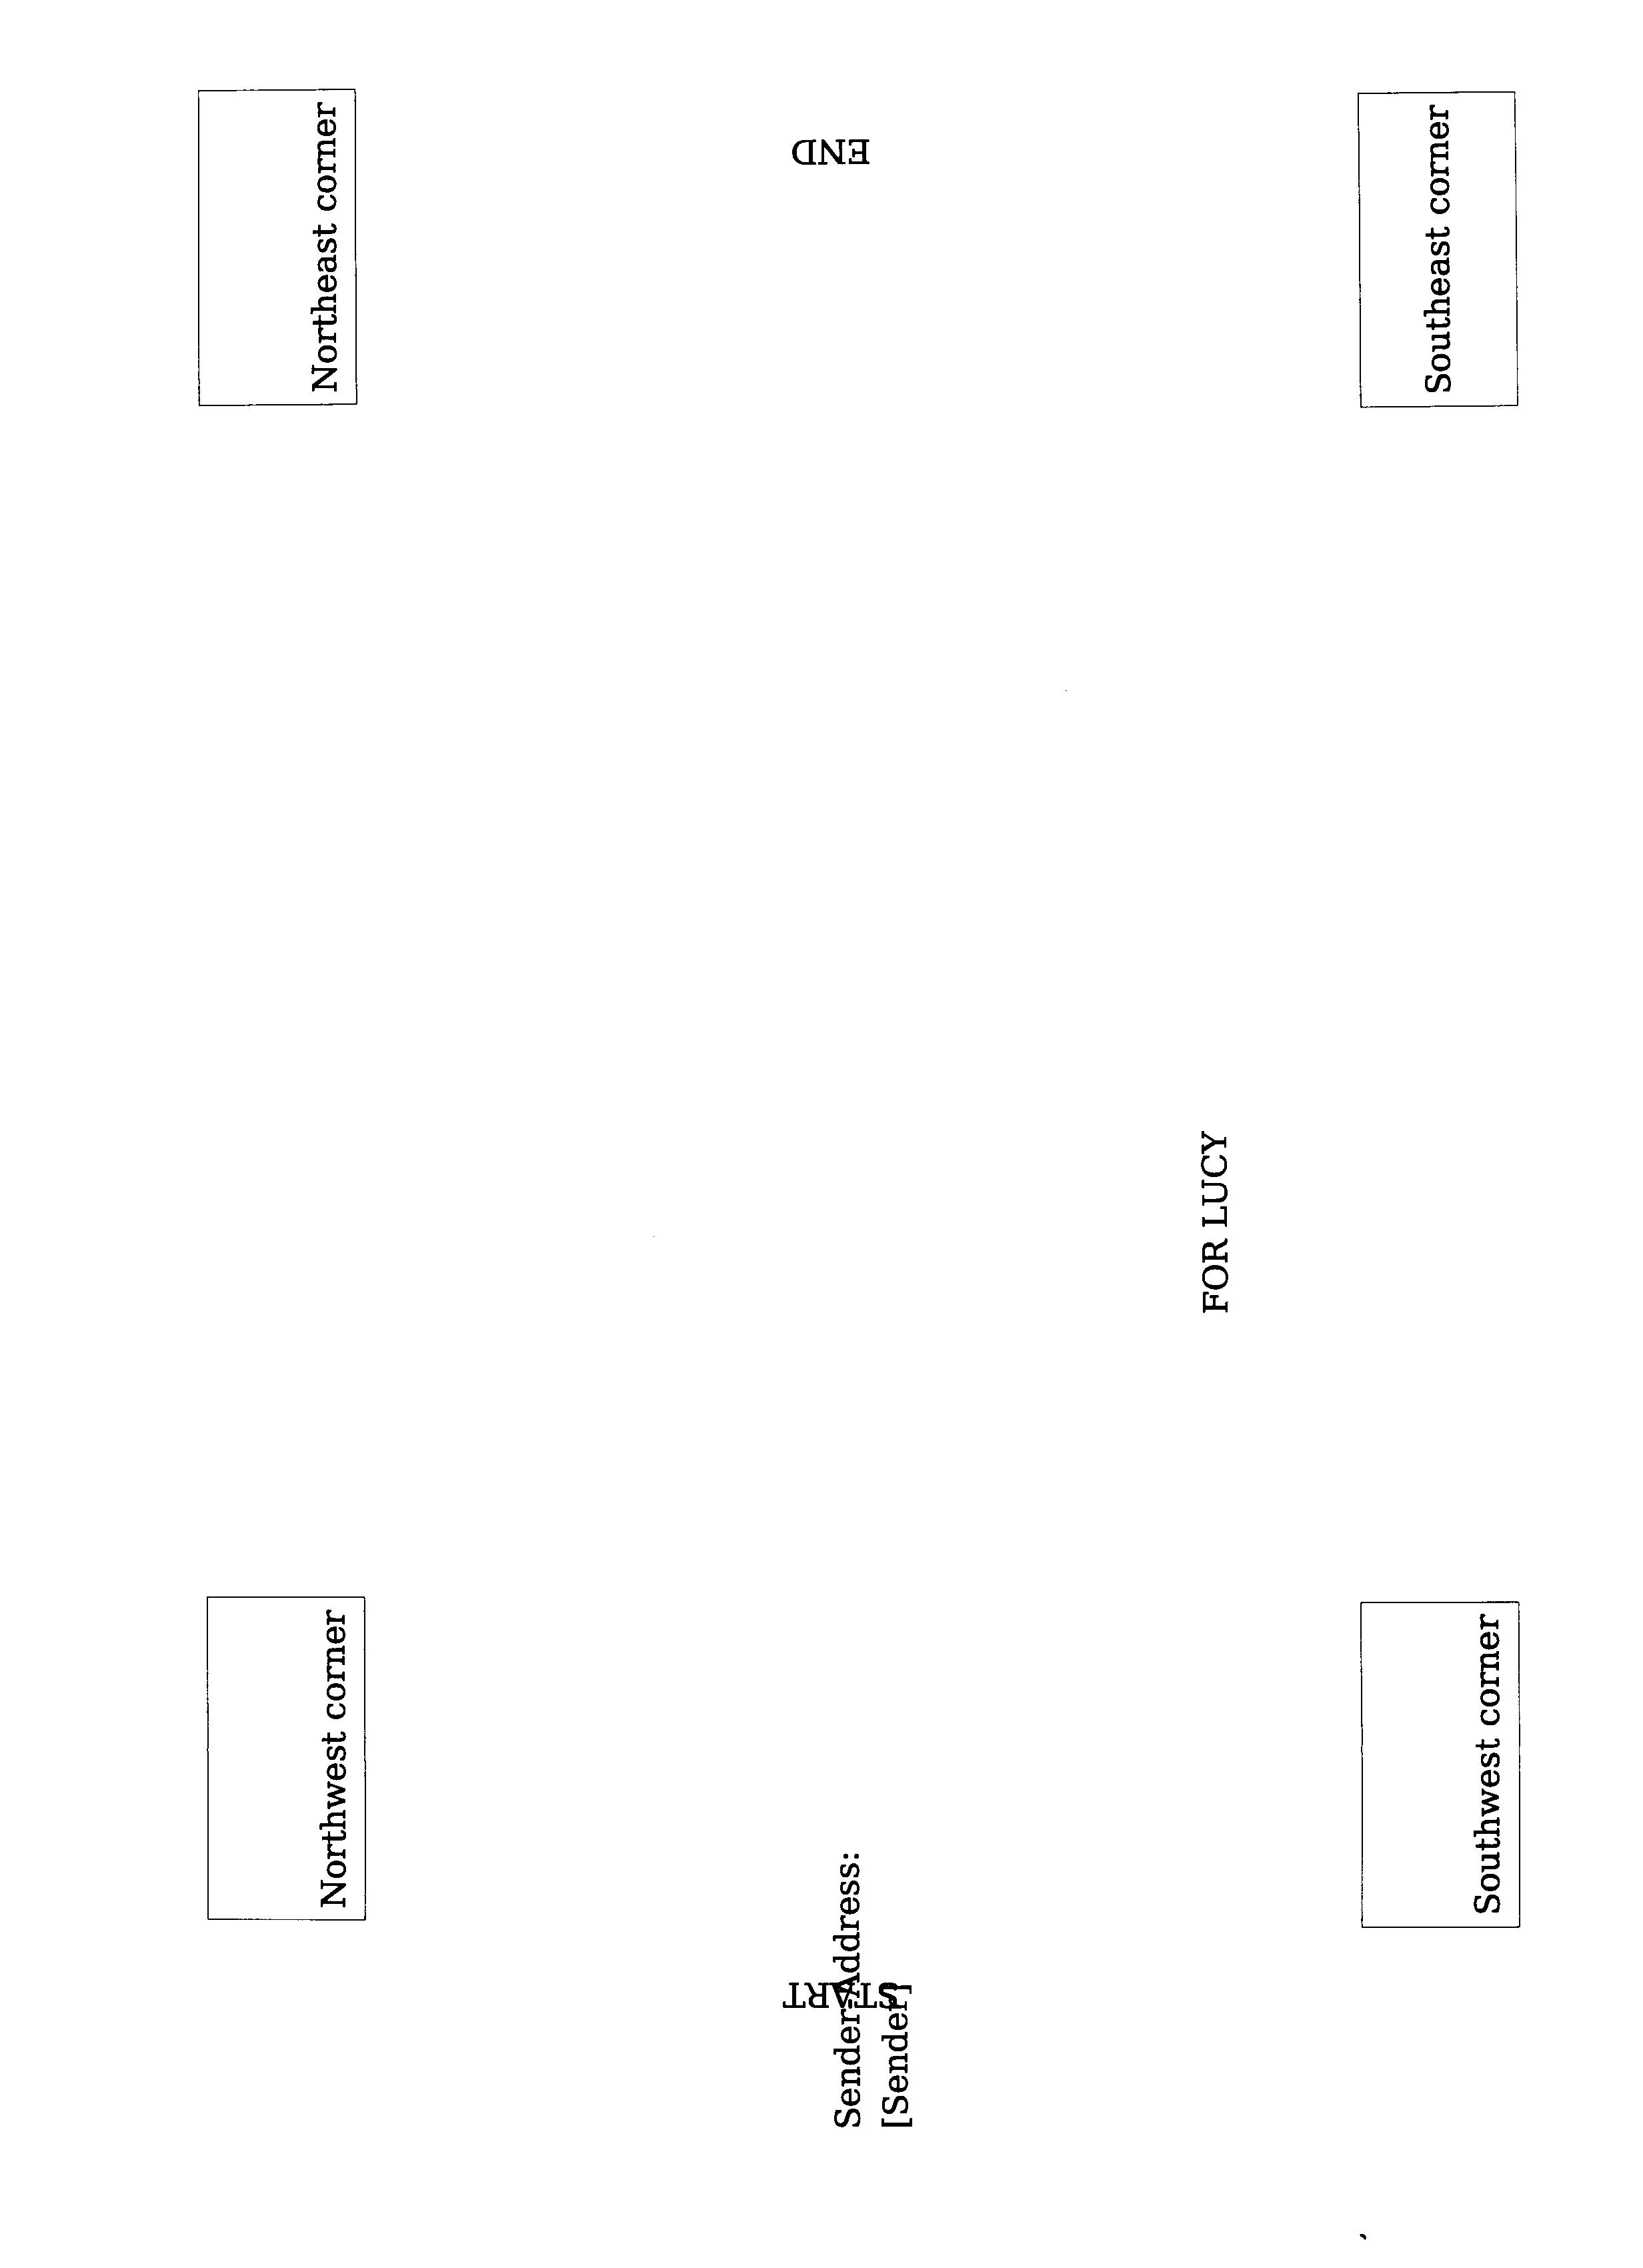 Northwest corner
Northeast corner
START
END
Sender-Address:
[Sender]
FOR LUCY
Southwest corner
Southeast corner